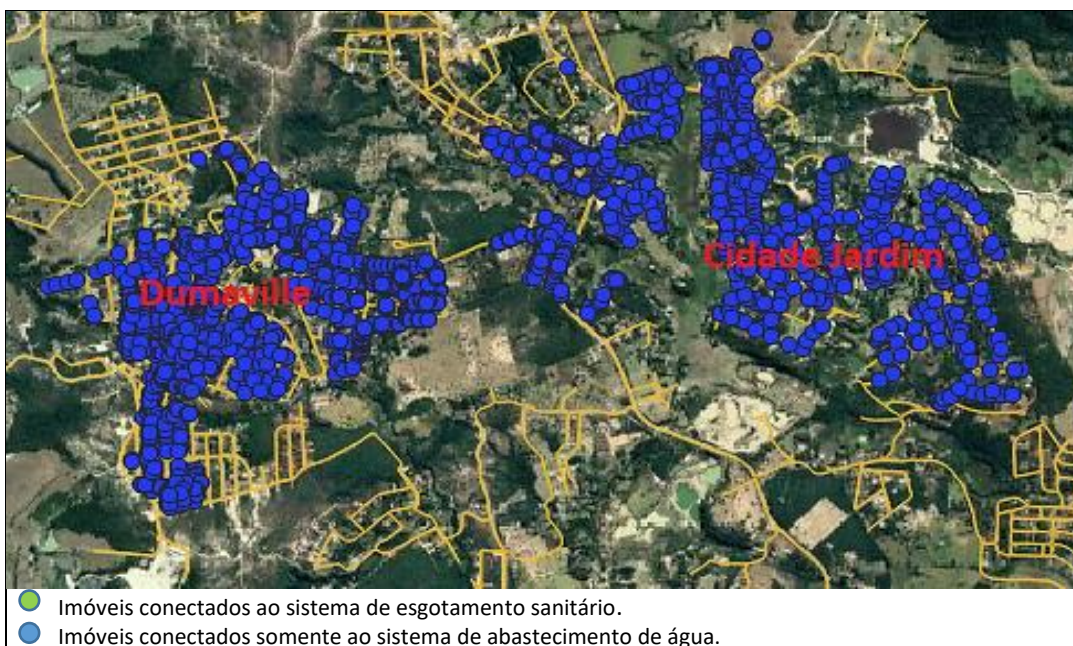 Cidade Jardim
Dumaville
Imóveis conectados ao sistema de esgotamento sanitário.
Imóveis conectados somente ao sistema de abastecimento de água.